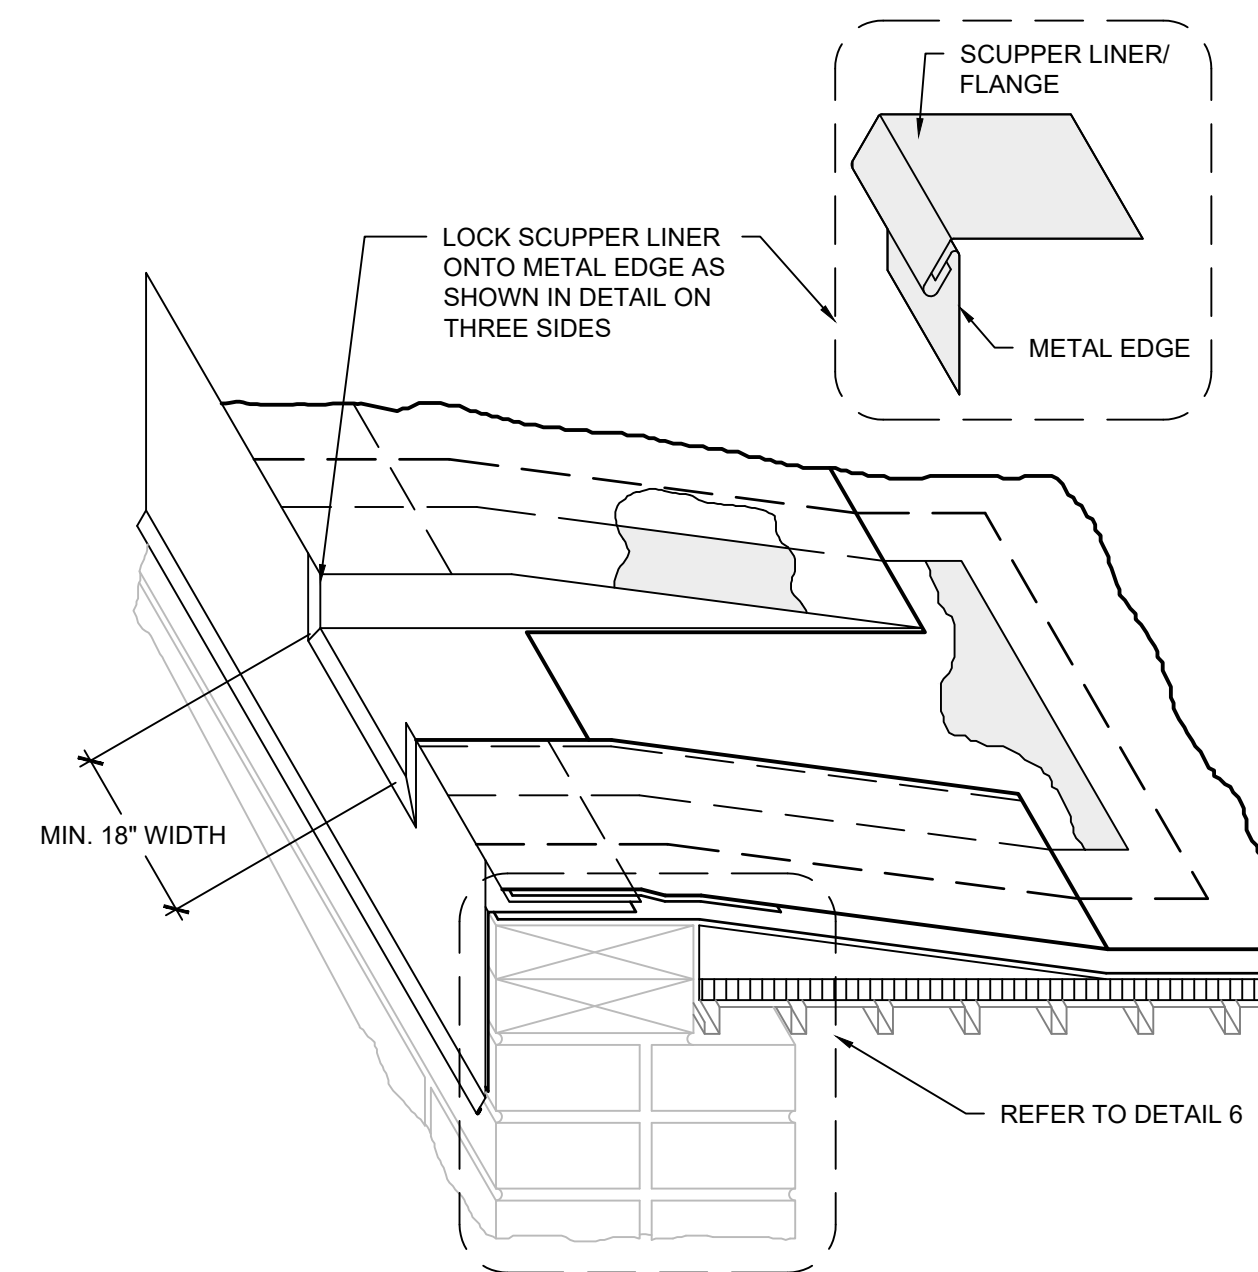 SCUPPER LINER/
FLANGE
LOCK SCUPPER LINER
ONTO METAL EDGE AS
SHOWN IN DETAIL ON
THREE SIDES
METAL EDGE
MIN. 18" WIDTH
REFER TO DETAIL 6